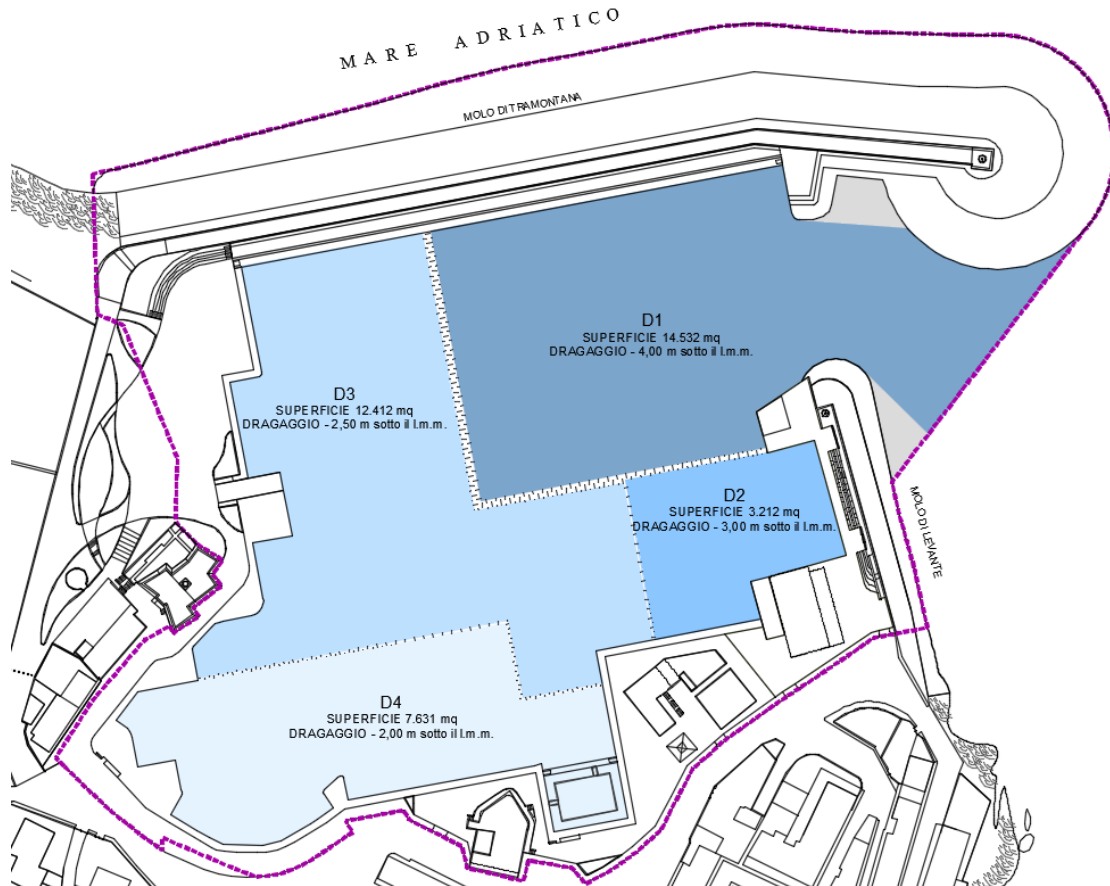 MARE ADRIATICO
MOLO DI TRAMONTANA
D1
SUPERFICIE 14.532 mq
DRAGAGGIO - 4,00 m sotto il l.m.m.
D3
SUPERFICIE 12.412 mq
DRAGAGGIO - 2,50 m sotto il l.m.m.
D2
SUPERFICIE 3.212 mq
DRAGAGGIO - 3,00 m sotto il l.m.m.
MOLO DI LEVANTE
D4
SUPERFICIE 7.631 mq
DRAGAGGIO - 2,00 m sotto il l.m.m.